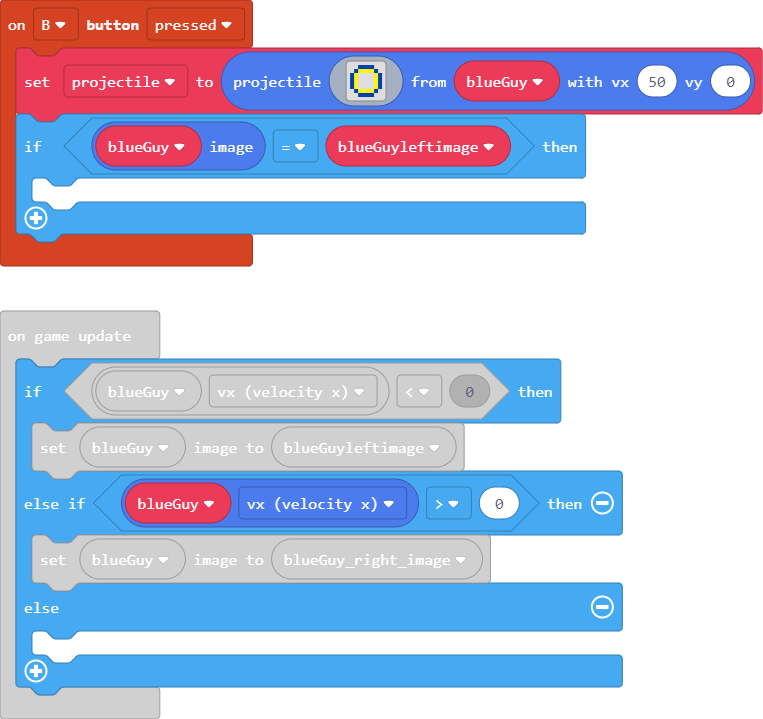 on B button pressed
set projectile to projectile from blueGuy with vx 50 vy 0
if blueGuy image = blueGuyleftimage then
on game update
if blueGuy vx (velocity x) < 0 then
set blueGuy image to blueGuyleftimage
else if blueGuy vx (velocity x) > 0 then
set blueGuy image to blueGuy_right_image
else